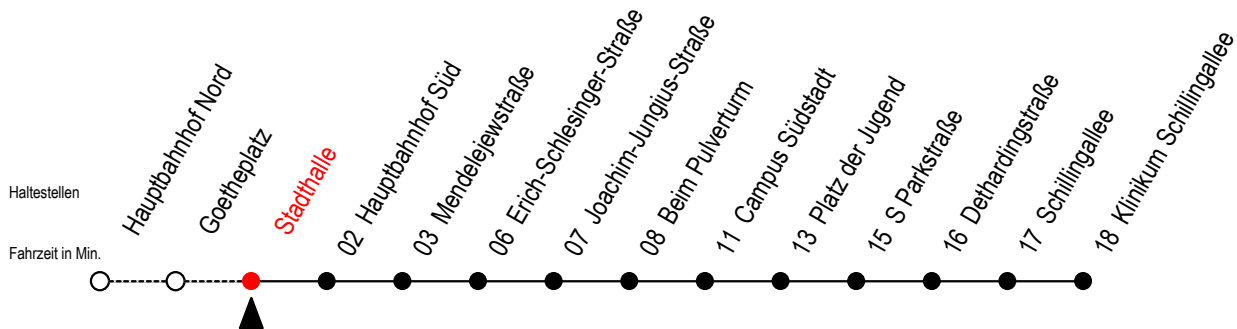 Haltestellen
Fahrzeit in Min.
Hauptbahnhof Nord
Goetheplatz
Stadthalle
02 Hauptbahnhof Süd
03 Mendelejewstraße
06 Erich-Schlesinger-Straße
07 Joachim-Jungius-Straße
08 Beim Pulverturm
11 Campus Südstadt
13 Platz der Jugend
15 S Parkstraße
16 Dethardingstraße
17 Schillingallee
18 Klinikum Schillingallee